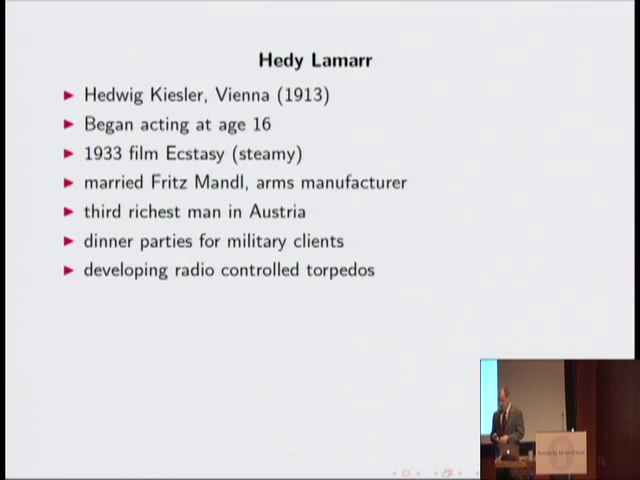 Hedy Lamarr
Hedwig Kiesler, Vienna (1913)
Began acting at age 16
1933 film Ecstasy (steamy)
married Fritz Mandl, arms manufacturer
third richest man in Austria
dinner parties for military clients
developing radio controlled torpedos